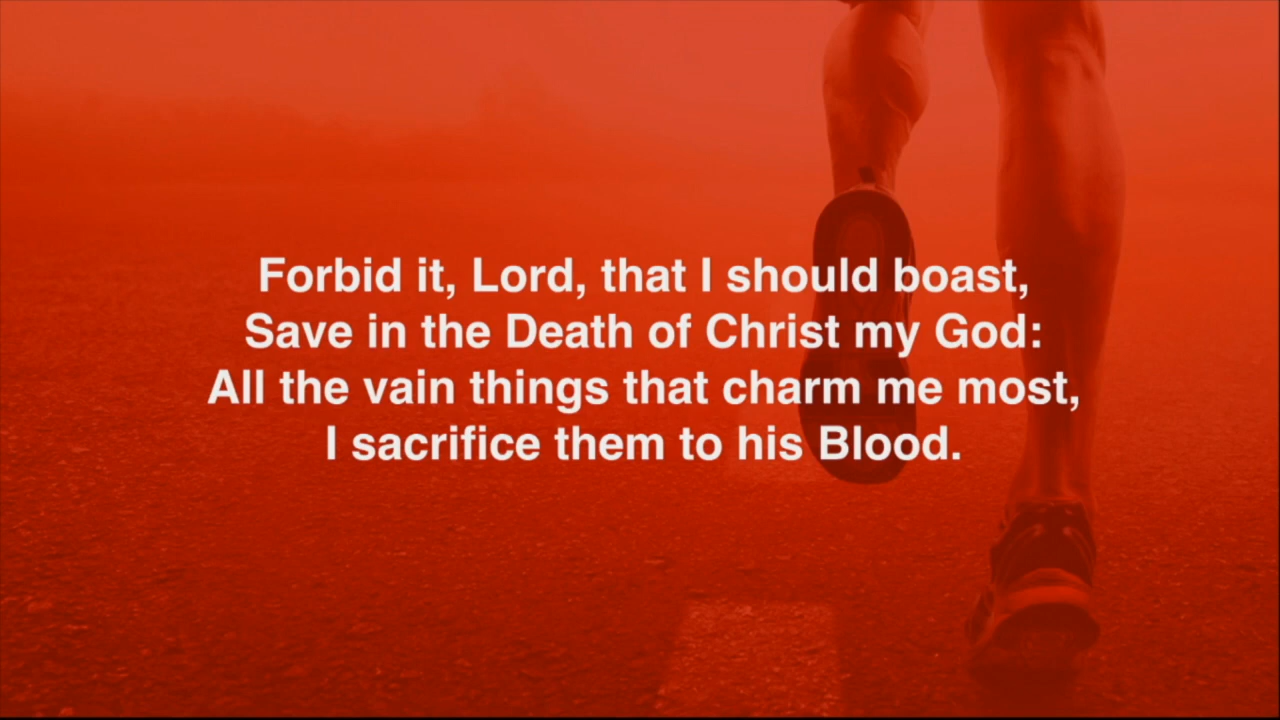 Forbid it, Lord, that I should boast,
Save in the Death of Christ my God:
All the vain things that charm me most,
I sacrifice them to his Blood.